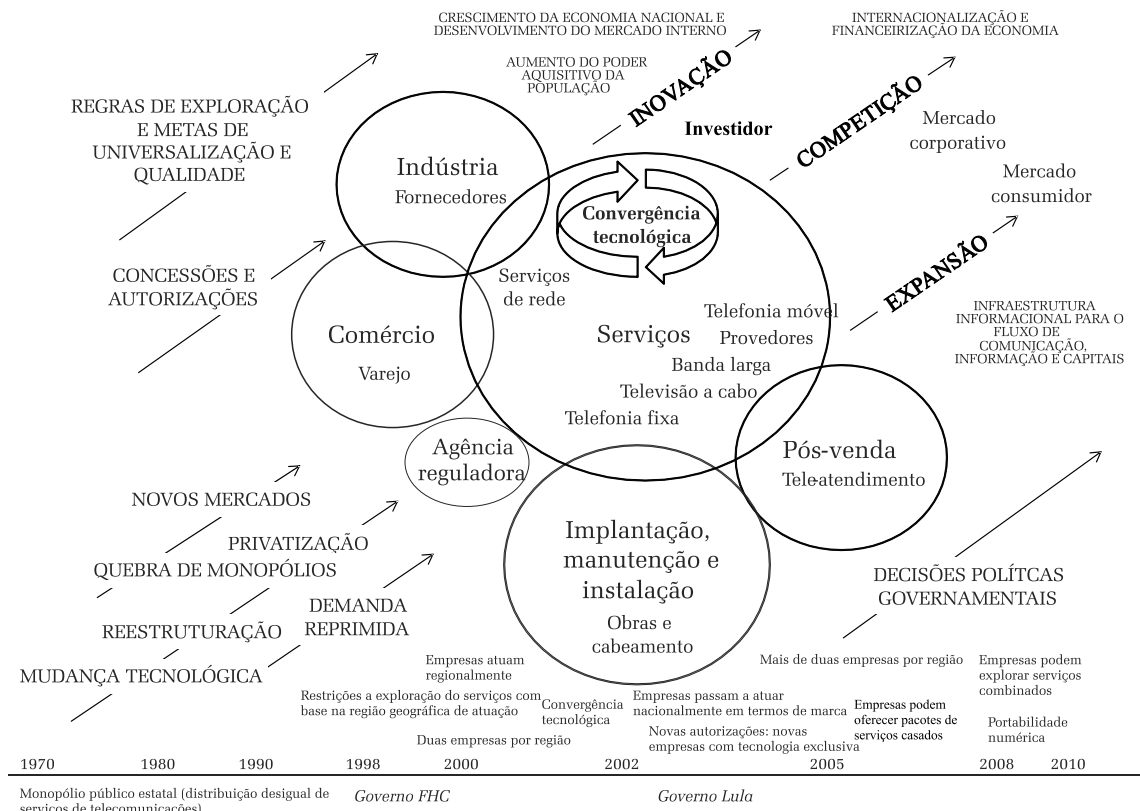 CRESCIMENTO DA ECONOMIA NACIONAL E
DESENVOLVIMENTO DO MERCADO INTERNO
INTERNACIONALIZAÇÃO E
FINANCEIRIZAÇÃO DA ECONOMIA
AUMENTO DO PODER
AQUISITIVO DA
POPULAÇÃO
INOVAÇÃO
Investidor
COMPETIÇÃO
Mercado
corporativo
Mercado
consumidor
EXPANSÃO
REGRAS DE EXPLORAÇÃO
E METAS DE
UNIVERSALIZAÇÃO E
QUALIDADE
Indústria
Fornecedores
Convergência
tecnológica
CONCESSÕES E
AUTORIZAÇÕES
Serviços
de rede
Comércio
Varejo
Serviços
Telefonia móvel
Provedores
Banda larga
Televisão a cabo
Telefonia fixa
INFRAESTRUTURA
INFORMACIONAL PARA O
FLUXO DE
COMUNICAÇÃO,
INFORMAÇÃO E CAPITAIS
Agência
reguladora
Pós-venda
Tele-atendimento
NOVOS MERCADOS
PRIVATIZAÇÃO
QUEBRA DE MONOPÓLIOS
Implantação,
manutenção e
instalação
Obras e
cabeamento
DECISÕES POLÍTCAS
GOVERNAMENTAIS
DEMANDA
REPRIMIDA
REESTRUTURAÇÃO
MUDANÇA TECNOLÓGICA
Empresas atuam
regionalmente
Restrições a exploração do serviços com
base na região geográfica de atuação
Duas empresas por região
Convergência
tecnológica
Empresas passam a atuar
nacionalmente em termos de marca
Novas autorizações: novas
empresas com tecnologia exclusiva
Mais de duas empresas por região
Empresas podem
oferecer pacotes de
serviços casados
Empresas podem
explorar serviços
combinados
Portabilidade
numérica
1970 1980 1990 1998 2000 2002 2005 2008 2010
Monopólio público estatal (distribuição desigual de
serviços de telecomunicações)
Governo FHC
Governo Lula